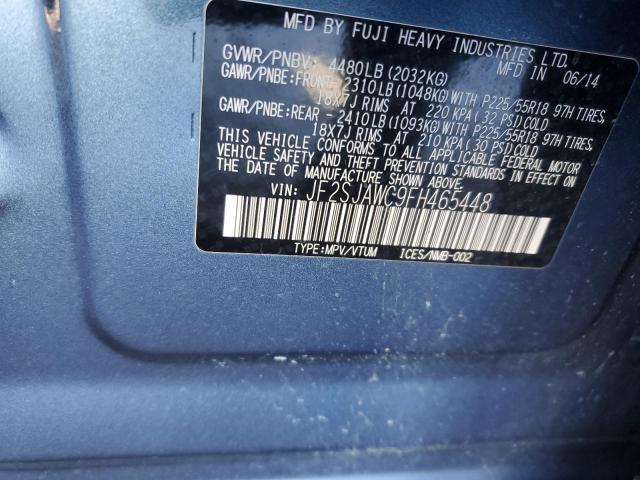 MFD BY FUJI HEAVY INDUSTRIES LTD.
GVWR/PNBV: 4480LB (2032KG) MFD IN 06/14
GAWR/PNBE: FRONT- 2310LB (1048KG) WITH P225/55R18 97H TIRES,
18X7J RIMS AT 220 KPA (32 PSI) COLD
GAWR/PNBE: REAR - 2410LB (1093KG) WITH P225/55R18 97H TIRES,
18X7J RIMS AT 210 KPA (30 PSI) COLD
THIS VEHICLE CONFORMS TO ALL APPLICABLE FEDERAL MOTOR
VEHICLE SAFETY AND THEFT PREVENTION STANDARDS IN EFFECT ON
THE DATE OF MANUFACTURE SHOWN ABOVE.
VIN: JF2SJAWC9FH465448
TYPE:MPV/VTUM ICES/NMB-002